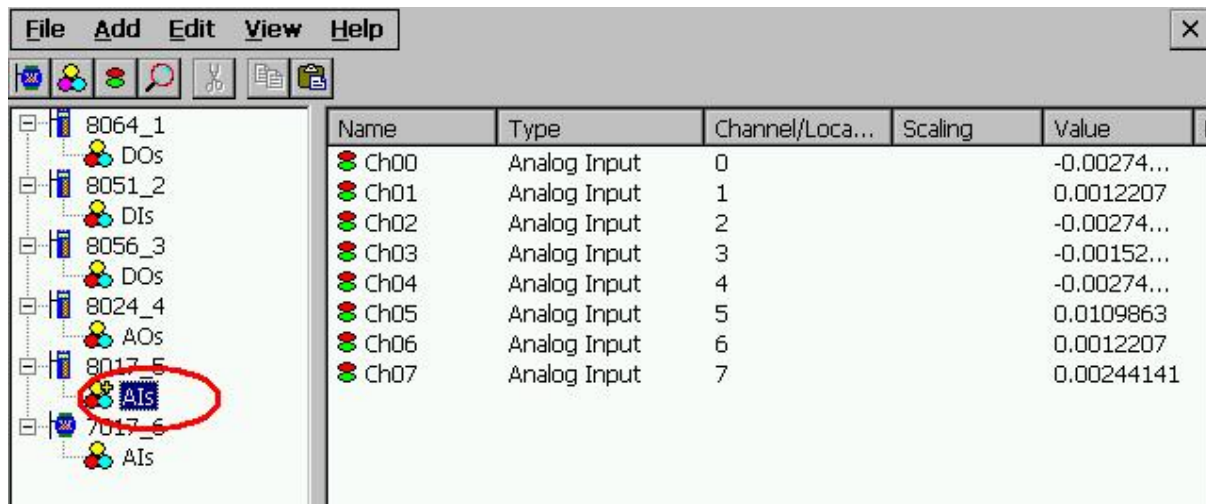 File Add Edit View Help
8064_1
DOs
8051_2
DIs
8056_3
DOs
8024_4
AOs
8017_5
AIs
7017_6
AIs
Name Type Channel/Loca... Scaling Value
Ch00 Analog Input 0 -0.00274...
Ch01 Analog Input 1 0.0012207
Ch02 Analog Input 2 -0.00274...
Ch03 Analog Input 3 -0.00152...
Ch04 Analog Input 4 -0.00274...
Ch05 Analog Input 5 0.0109863
Ch06 Analog Input 6 0.0012207
Ch07 Analog Input 7 0.00244141